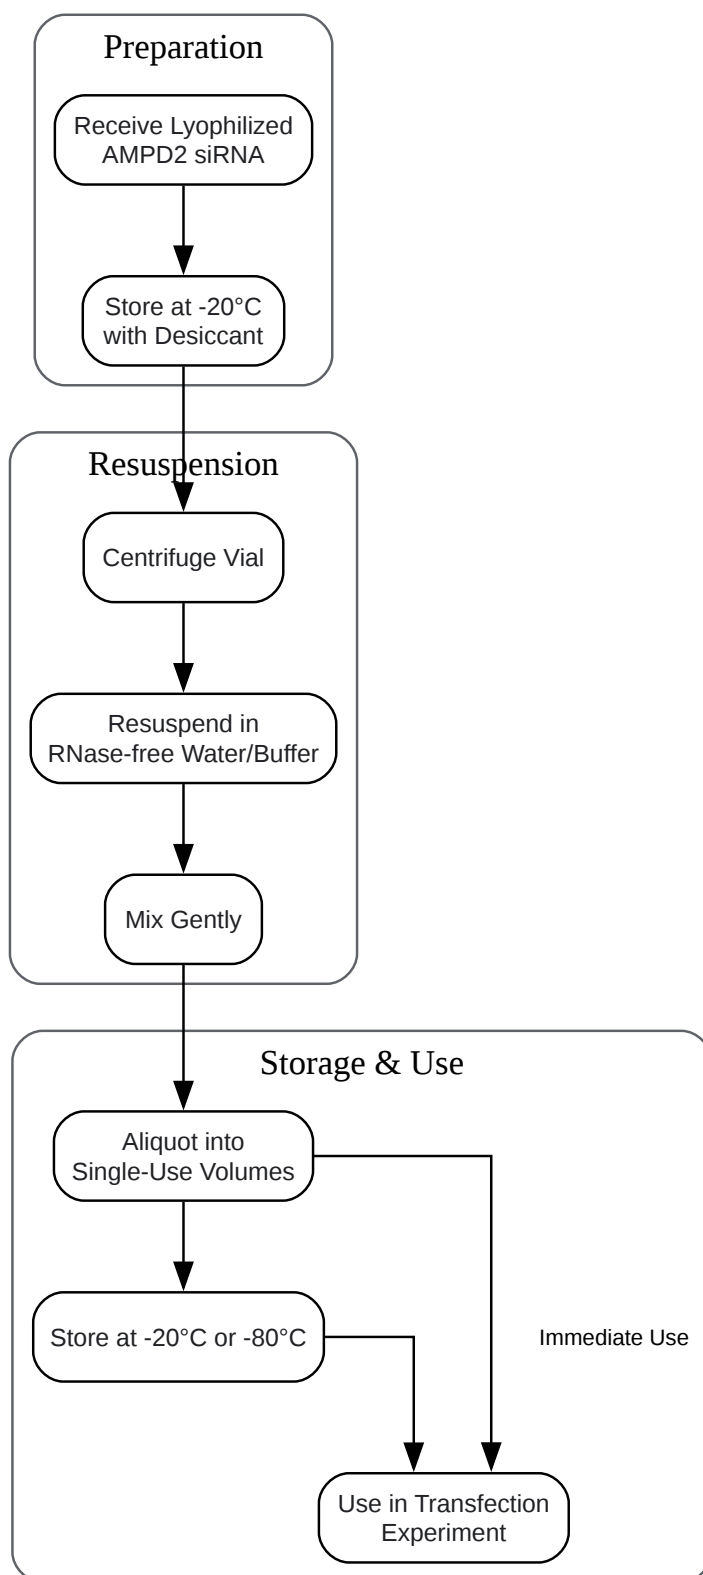 Preparation
Receive Lyophilized
AMPD2 siRNA
Store at -20°C
with Desiccant
Resuspension
Centrifuge Vial
Resuspend in
RNase-free Water/Buffer
Mix Gently
Storage & Use
Aliquot into
Single-Use Volumes
Store at -20°C or -80°C
Immediate Use
Use in Transfection
Experiment